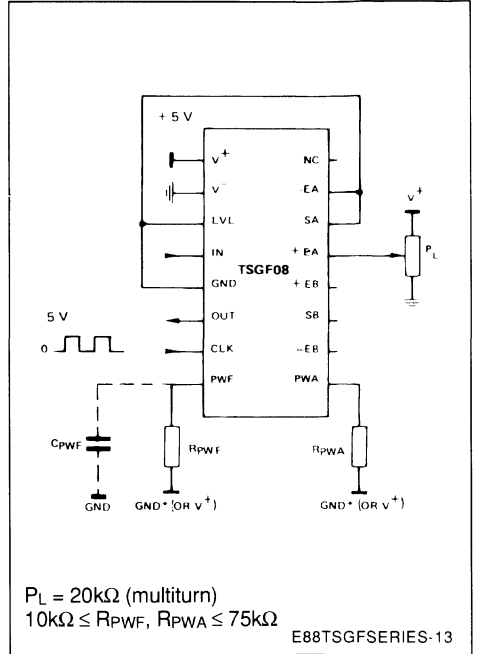 + 5 V
V+ NC
V- -EA
LVL SA
IN + EA
GND + EB
TSGF08
OUT SB
CLK -EB
PWF PWA
V+
PL
5 V
0
CPWF
RPWF
RPWA
GND
GND* (OR V+)
GND* (OR V+)
PL = 20kΩ (multiturn)
10kΩ ≤ RPWF, RPWA ≤ 75kΩ
E88TSGFSERIES-13